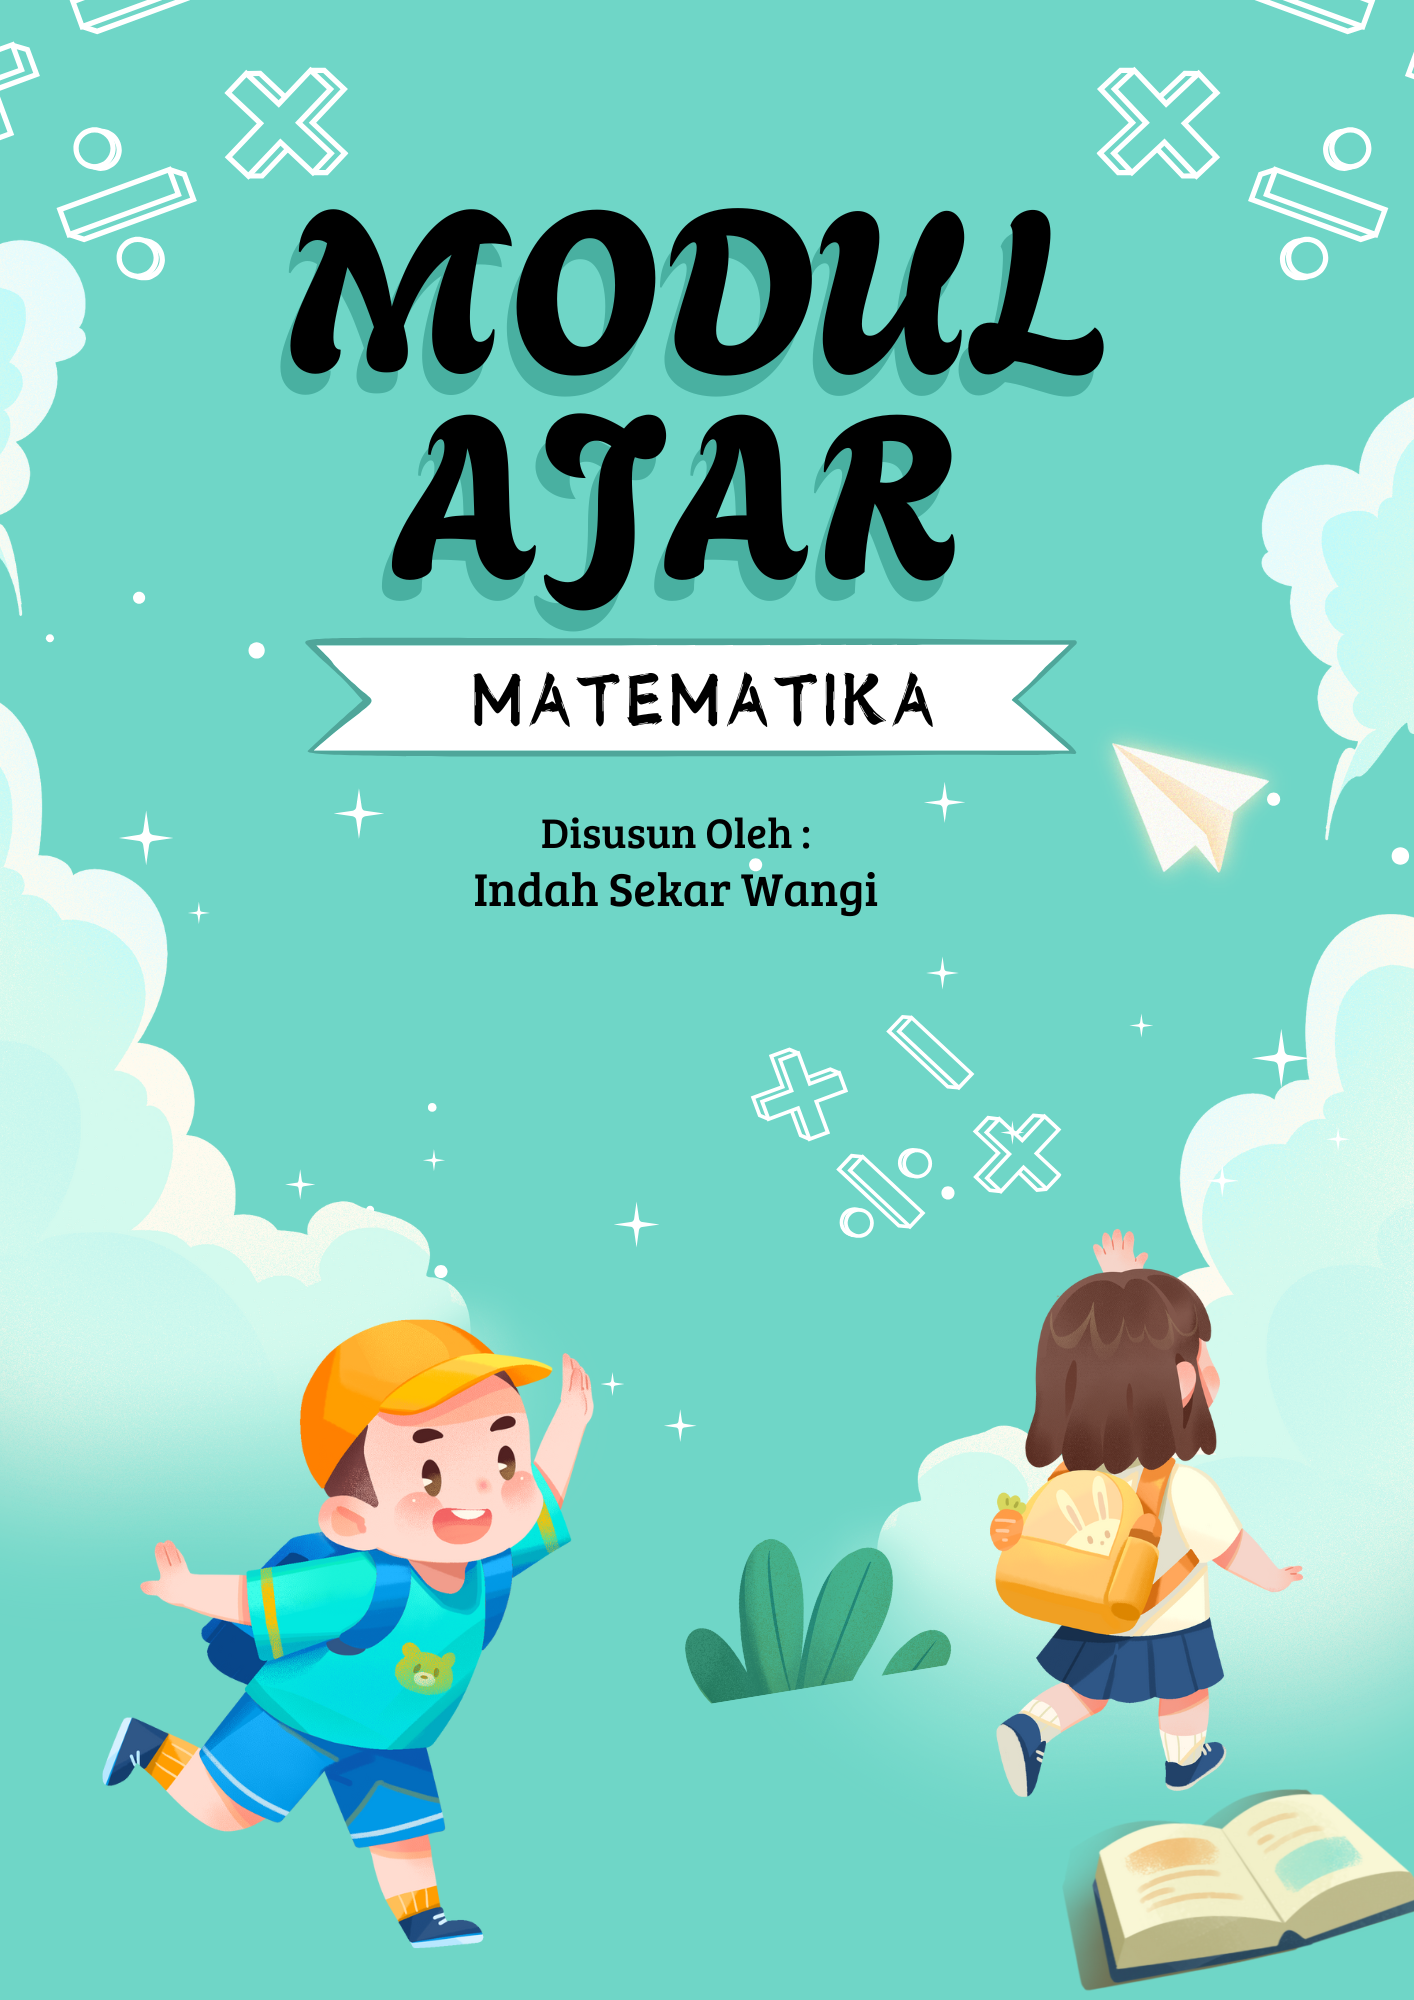 MODUL
AJAR
MATEMATIKA
Disusun Oleh :
Indah Sekar Wangi